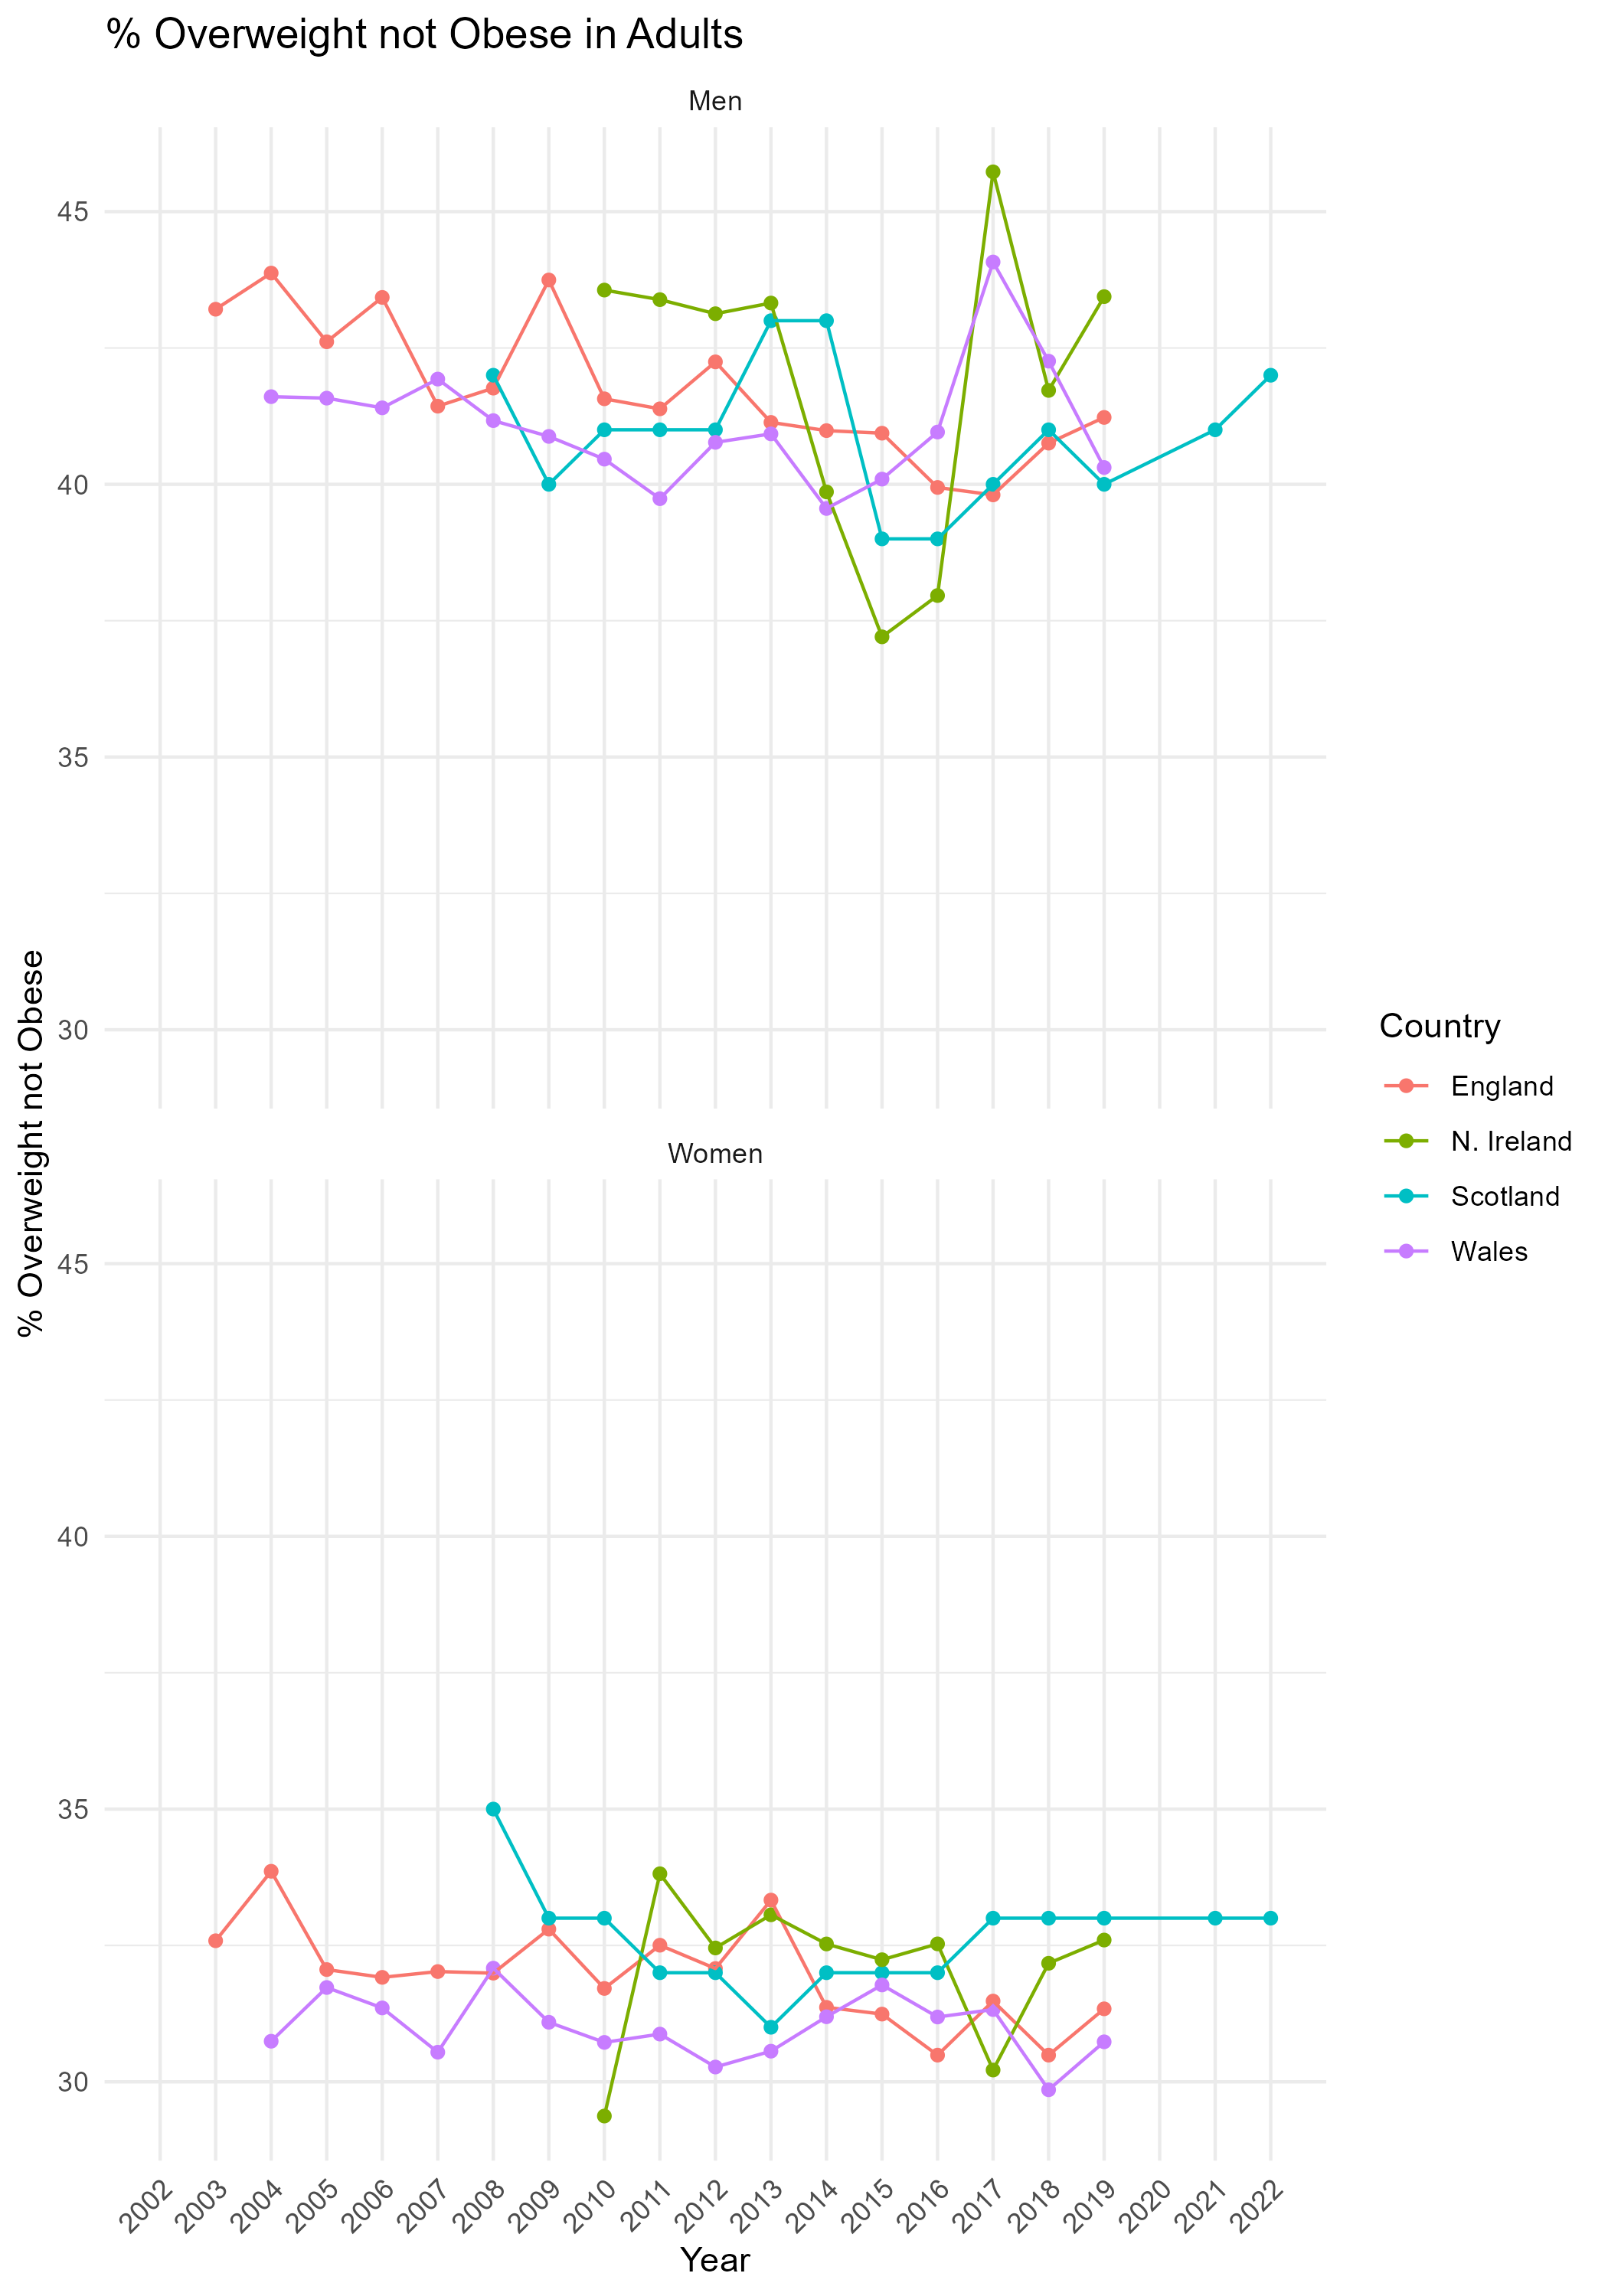 % Overweight not Obese in Adults
Men
45
40
35
30
% Overweight not Obese
Women
45
40
35
30
2002 2003 2004 2005 2006 2007 2008 2009 2010 2011 2012 2013 2014 2015 2016 2017 2018 2019 2020 2021 2022
Year
Country
England
N. Ireland
Scotland
Wales